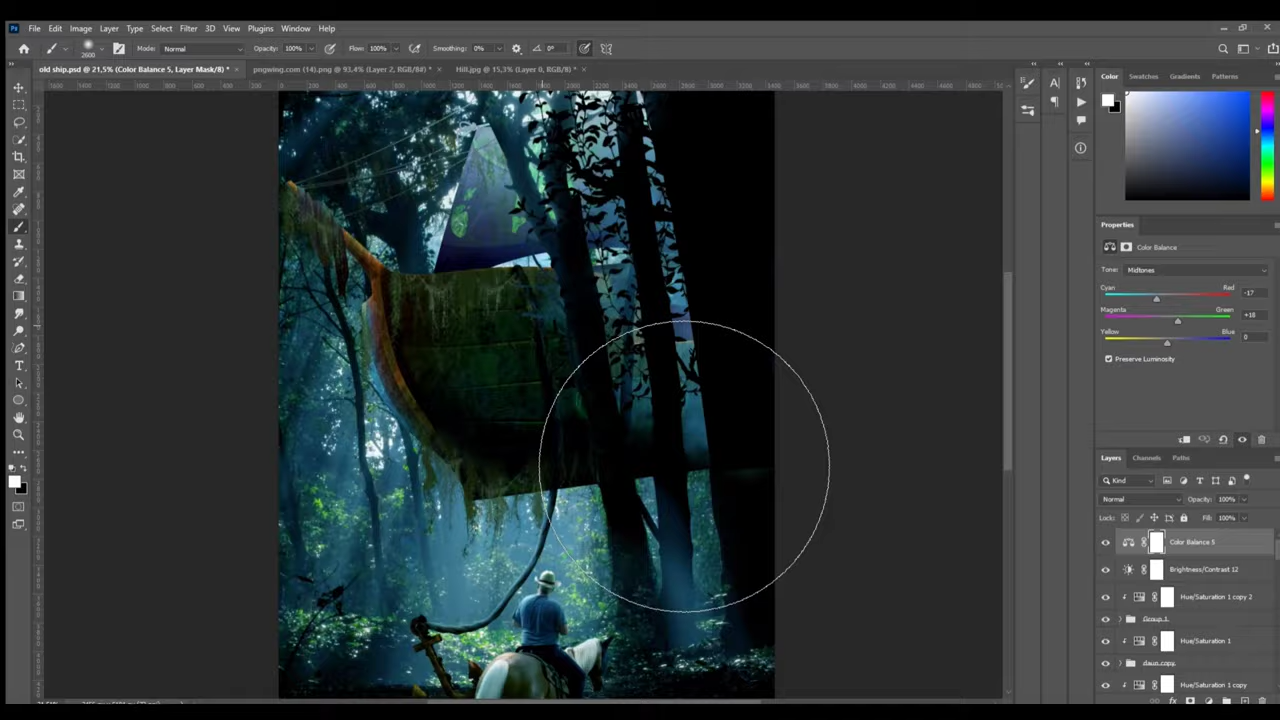 Ps File Edit Image Layer Type Select Filter 3D View Plugins Window Help
2600 Mode: Normal Opacity: 100% Flow: 100% Smoothing: 0% 0°
old ship.psd @ 21,5% (Color Balance 5, Layer Mask/8) * × pngwing.com (14).png @ 93,4% (Layer 2, RGB/8#) * × Hill.jpg @ 15,3% (Layer 0, RGB/8*) * ×
Color Swatches Gradients Patterns
Properties
Color Balance
Tone: Midtones
Cyan Red -17
Magenta Green +18
Yellow Blue 0
Preserve Luminosity
Layers Channels Paths
Kind
Normal Opacity: 100%
Lock: Fill: 100%
Color Balance 5
Brightness/Contrast 12
Hue/Saturation 1 copy 2
Group 1
Hue/Saturation 1
daun copy
Hue/Saturation 1 copy